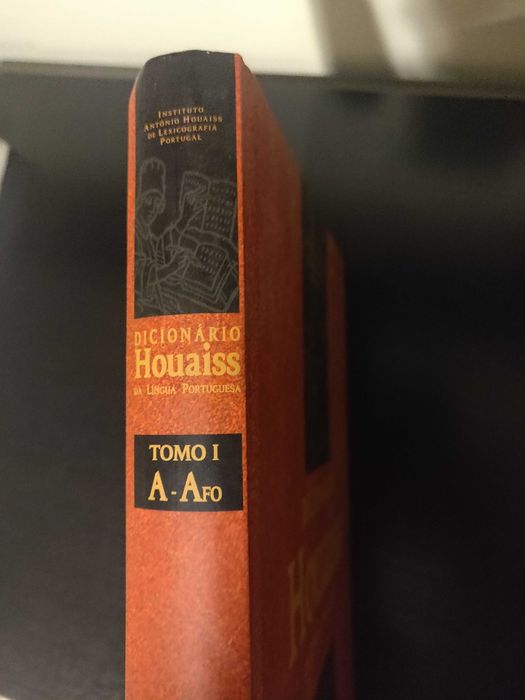 INSTITUTO
ANTÓNIO HOUAISS
DE LEXICOGRAFIA
PORTUGAL
DICIONÁRIO
Houaiss
DA LÍNGUA PORTUGUESA
TOMO I
A - AFO